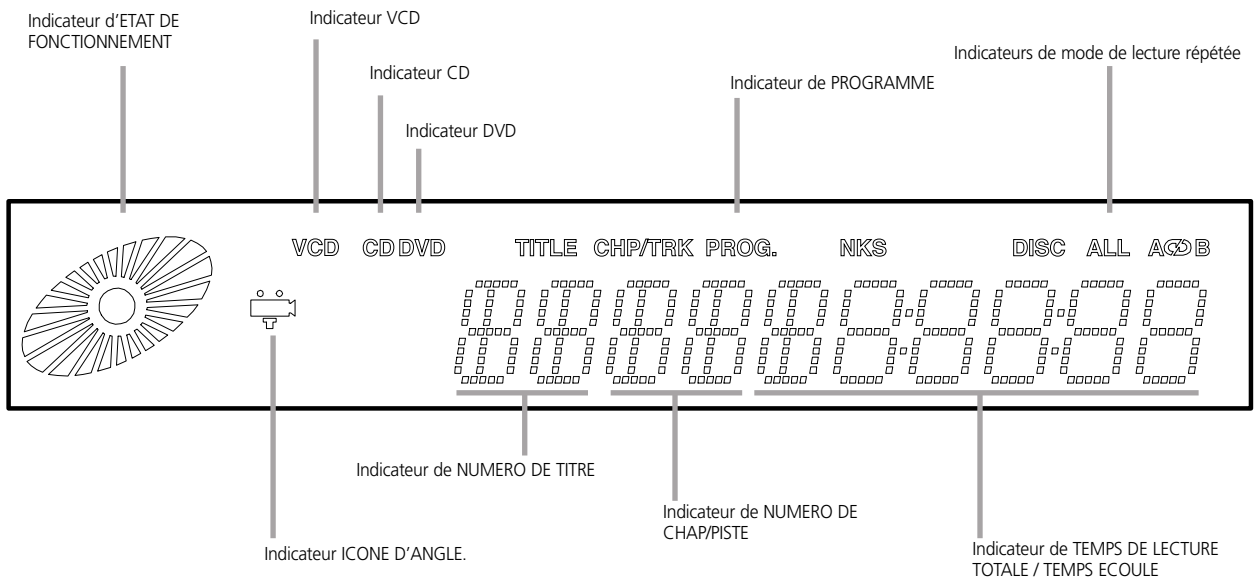 Indicateur d'ETAT DE
FONCTIONNEMENT
Indicateur VCD
Indicateur CD
Indicateur DVD
Indicateur de PROGRAMME
Indicateurs de mode de lecture répétée
VCD CD DVD TITLE CHP/TRK PROG. NKS DISC ALL A B
Indicateur de NUMERO DE TITRE
Indicateur de NUMERO DE
CHAP/PISTE
Indicateur ICONE D'ANGLE.
Indicateur de TEMPS DE LECTURE
TOTALE / TEMPS ECOULE